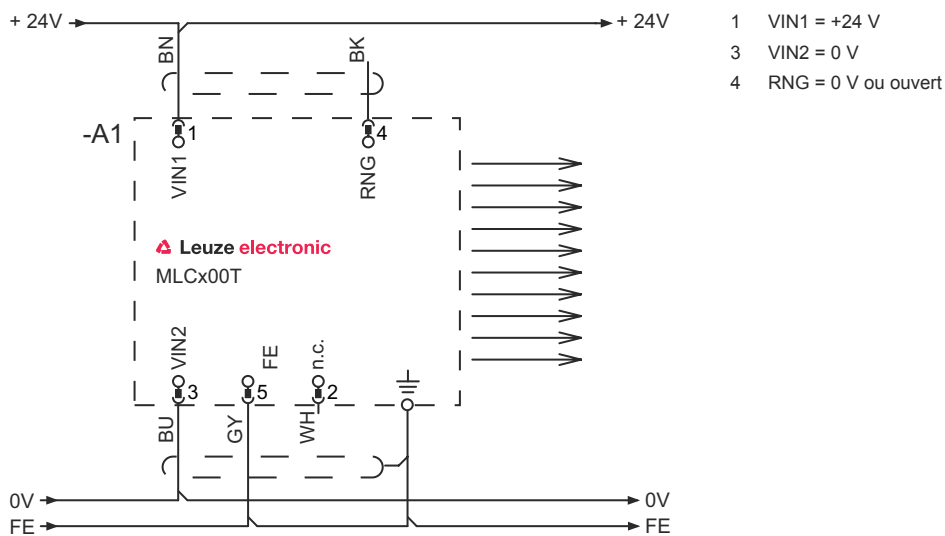 + 24V
+ 24V
BN
BK
-A1
1
4
VIN1
RNG
Leuze electronic
MLCx00T
VIN2
FE
n.c.
3
5
2
BU
GY
WH
0V
0V
FE
FE
1 VIN1 = +24 V
3 VIN2 = 0 V
4 RNG = 0 V ou ouvert